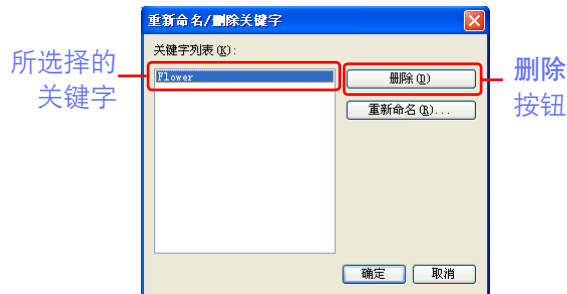 重新命名/删除关键字
关键字列表(K):
所选择的
关键字
Flower
删除(D)
删除
按钮
重新命名(R)...
确定
取消